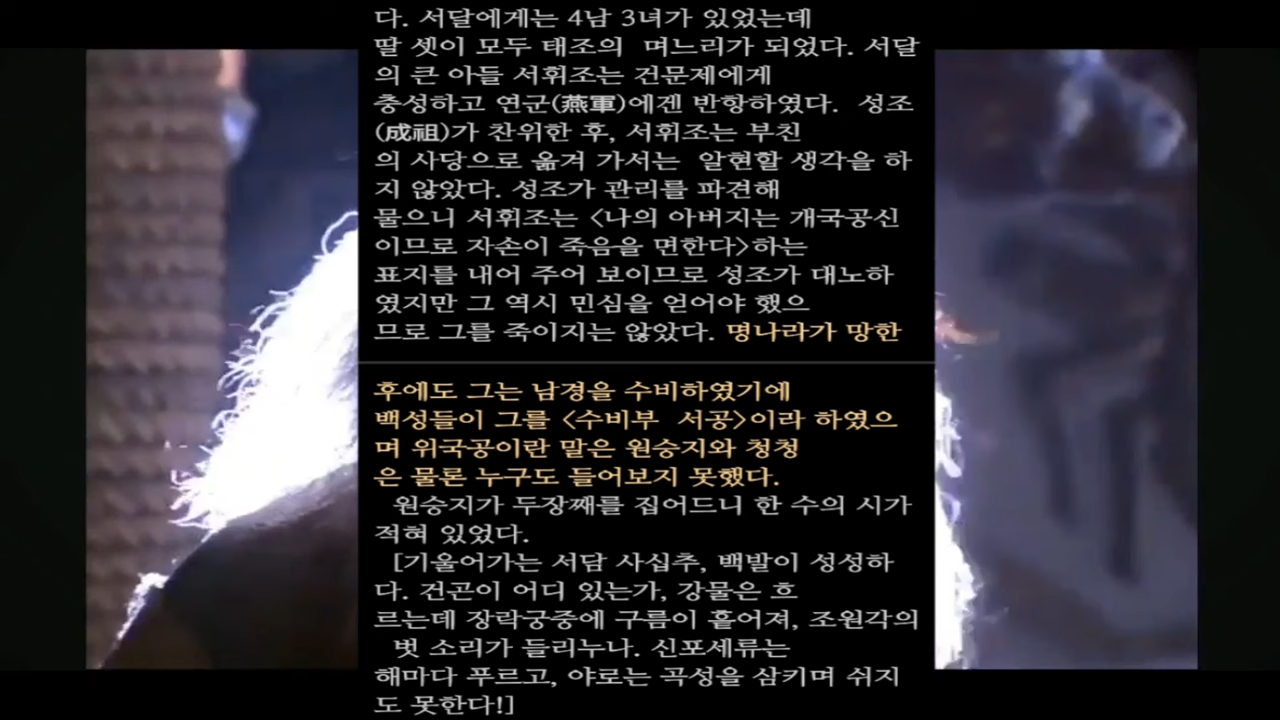 다. 서달에게는 4남 3녀가 있었는데
딸 셋이 모두 태조의 며느리가 되었다. 서달
의 큰 아들 서휘조는 건문제에게
충성하고 연군(燕軍)에겐 반항하였다. 성조
(成祖)가 찬위한 후, 서휘조는 부친
의 사당으로 옮겨 가서는 알현할 생각을 하
지 않았다. 성조가 관리를 파견해
물으니 서휘조는 〈나의 아버지는 개국공신
이므로 자손이 죽음을 면한다〉하는
표지를 내어 주어 보이므로 성조가 대노하
였지만 그 역시 민심을 얻어야 했으
므로 그를 죽이지는 않았다. 명나라가 망한
후에도 그는 남경을 수비하였기에
백성들이 그를 〈수비부 서공〉이라 하였으
며 위국공이란 말은 원승지와 청청
은 물론 누구도 들어보지 못했다.
원승지가 두장째를 집어드니 한 수의 시가
적혀 있었다.
[기울어가는 서담 사십추, 백발이 성성하
다. 건곤이 어디 있는가, 강물은 흐
르는데 장락궁중에 구름이 흩어져, 조원각의
벗 소리가 들리누나. 신포세류는
해마다 푸르고, 야로는 곡성을 삼키며 쉬지
도 못한다!]